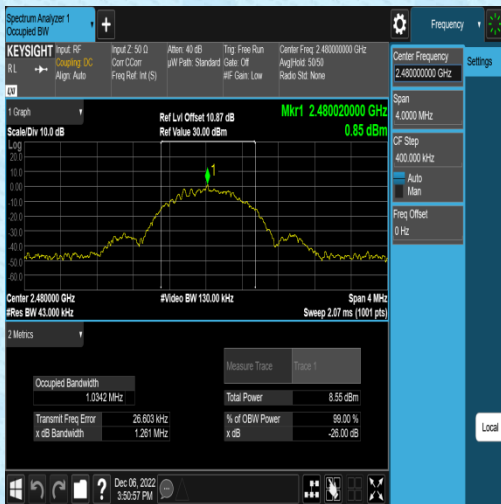 Spectrum Analyzer 1
Occupied BW
Frequency
KEYSIGHT
Input: RF
Coupling: DC
Align: Auto
Input Z: 50 Ω
Corr CCorr
Freq Ref: Int (S)
Atten: 40 dB
µW Path: Standard
Trig: Free Run
Gate: Off
#IF Gain: Low
Center Freq: 2.480000000 GHz
Avg|Hold: 50/50
Radio Std: None
RL
LXI
Center Frequency
2.480000000 GHz
Settings
Span
4.0000 MHz
CF Step
400.000 kHz
Auto
Man
Freq Offset
0 Hz
Local
1 Graph
Scale/Div 10.0 dB
Ref Lvl Offset 10.87 dB
Ref Value 30.00 dBm
Mkr1 2.480020000 GHz
0.85 dBm
Log
20.0
10.0
0.00
-10.0
-20.0
-30.0
-40.0
-50.0
-60.0
1
Center 2.480000 GHz
#Res BW 43.000 kHz
#Video BW 130.00 kHz
Span 4 MHz
Sweep 2.07 ms (1001 pts)
2 Metrics
Measure Trace
Trace 1
Occupied Bandwidth
1.0342 MHz
Total Power
8.55 dBm
Transmit Freq Error
26.603 kHz
% of OBW Power
99.00 %
x dB Bandwidth
1.261 MHz
x dB
-26.00 dB
Dec 06, 2022
3:50:57 PM